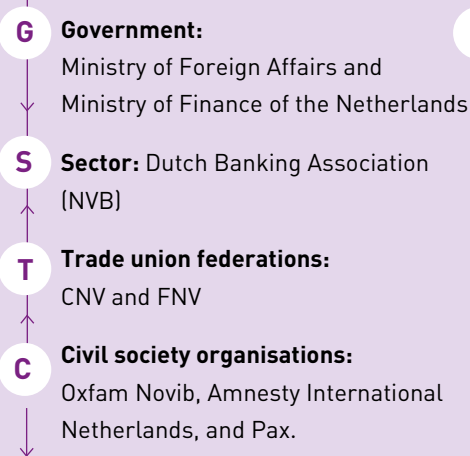 G Government:
Ministry of Foreign Affairs and
Ministry of Finance of the Netherlands
S Sector: Dutch Banking Association
(NVB)
T Trade union federations:
CNV and FNV
C Civil society organisations:
Oxfam Novib, Amnesty International
Netherlands, and Pax.